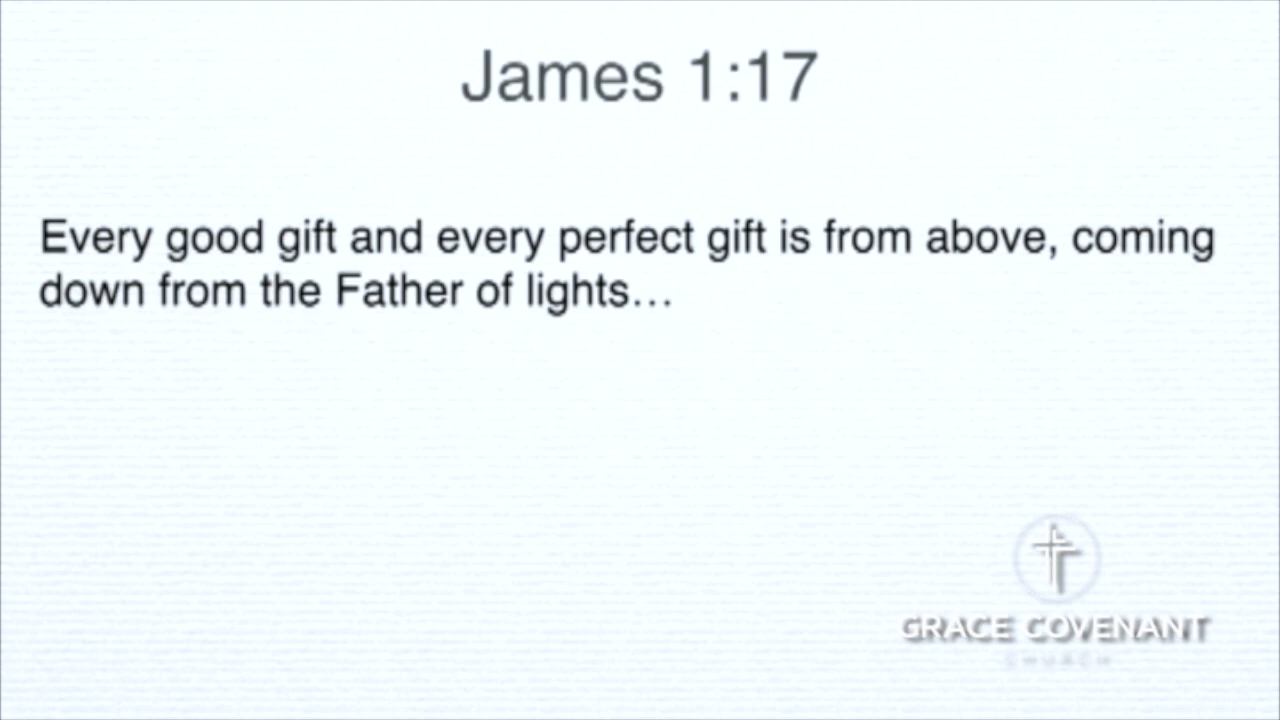 James 1:17
Every good gift and every perfect gift is from above, coming
down from the Father of lights…
GRACE COVENANT
CHURCH